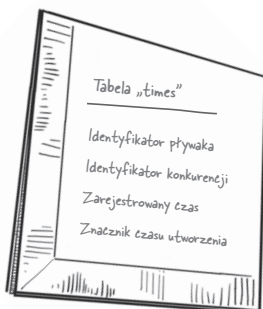 Tabela „times”
Identyfikator pływaka
Identyfikator konkurencji
Zarejestrowany czas
Znacznik czasu utworzenia